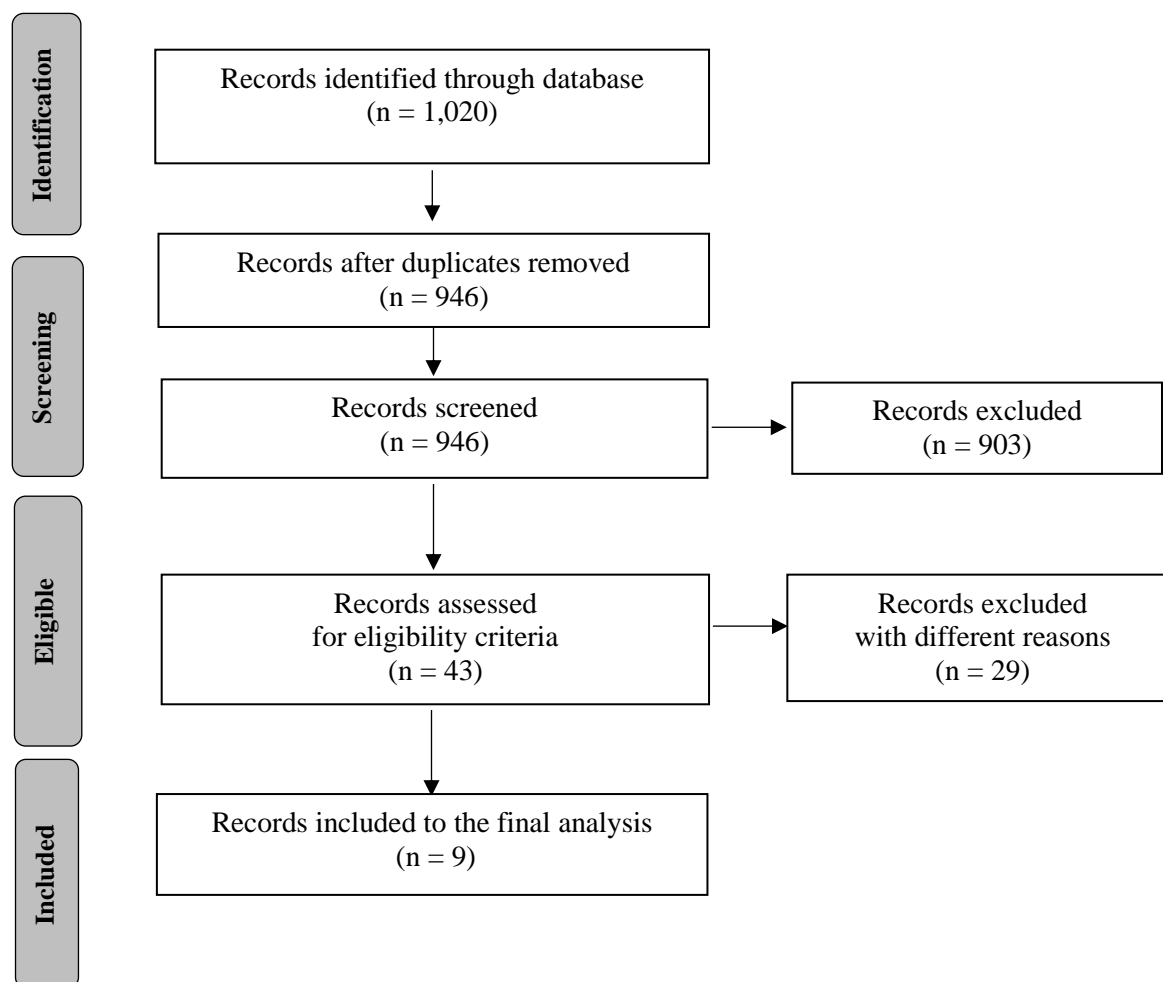 Identification
Records identified through database
(n = 1,020)
Records after duplicates removed
(n = 946)
Screening
Records screened
(n = 946)
Records excluded
(n = 903)
Eligible
Records assessed
for eligibility criteria
(n = 43)
Records excluded
with different reasons
(n = 29)
Included
Records included to the final analysis
(n = 9)